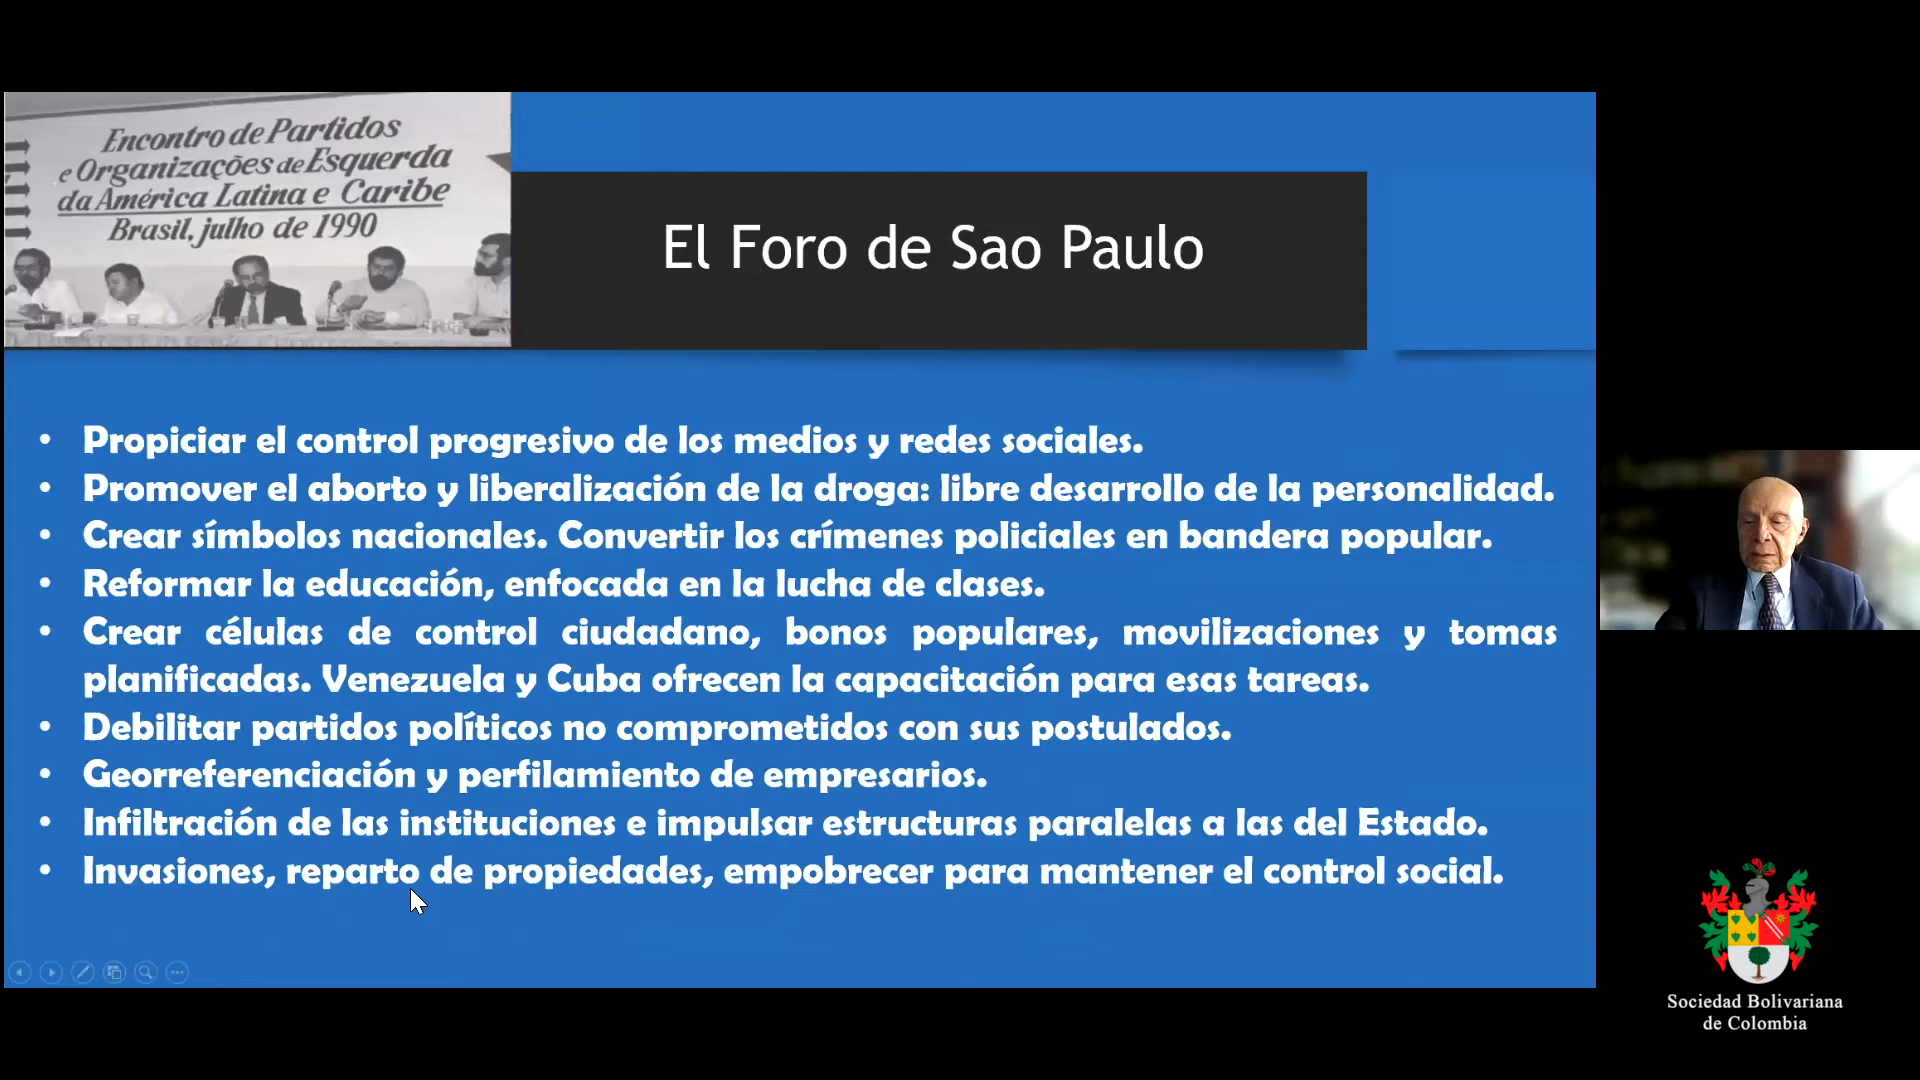 Encontro de Partidos
e Organizações de Esquerda
da América Latina e Caribe
Brasil, julho de 1990
El Foro de Sao Paulo
• Propiciar el control progresivo de los medios y redes sociales.
• Promover el aborto y liberalización de la droga: libre desarrollo de la personalidad.
• Crear símbolos nacionales. Convertir los crímenes policiales en bandera popular.
• Reformar la educación, enfocada en la lucha de clases.
• Crear células de control ciudadano, bonos populares, movilizaciones y tomas
planificadas. Venezuela y Cuba ofrecen la capacitación para esas tareas.
• Debilitar partidos políticos no comprometidos con sus postulados.
• Georreferenciación y perfilamiento de empresarios.
• Infiltración de las instituciones e impulsar estructuras paralelas a las del Estado.
• Invasiones, reparto de propiedades, empobrecer para mantener el control social.
Sociedad Bolivariana
de Colombia